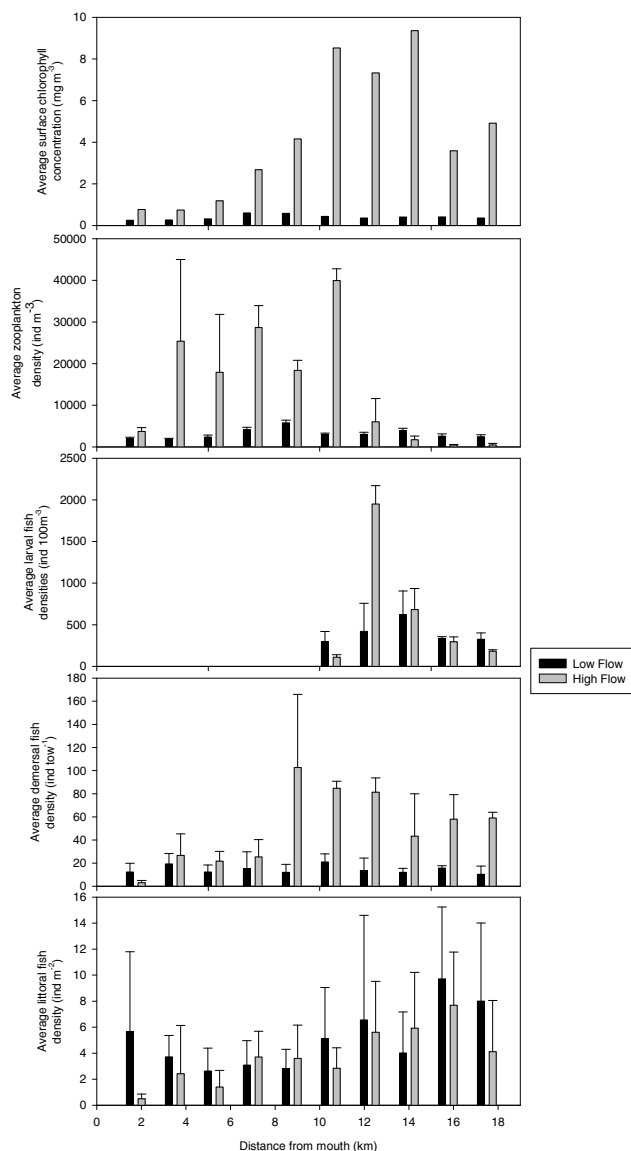 Average surface chlorophyll
concentration (mg m-3)
10
8
6
4
2
0
Average zooplankton
density (ind m-3)
50000
40000
30000
20000
10000
0
Average larval fish
densities (ind 100m-3)
2500
2000
1500
1000
500
0
Low Flow
High Flow
Average demersal fish
density (ind tow-1)
180
160
140
120
100
80
60
40
20
0
Average littoral fish
density (ind m-2)
16
14
12
10
8
6
4
2
0
0 2 4 6 8 10 12 14 16 18
Distance from mouth (km)